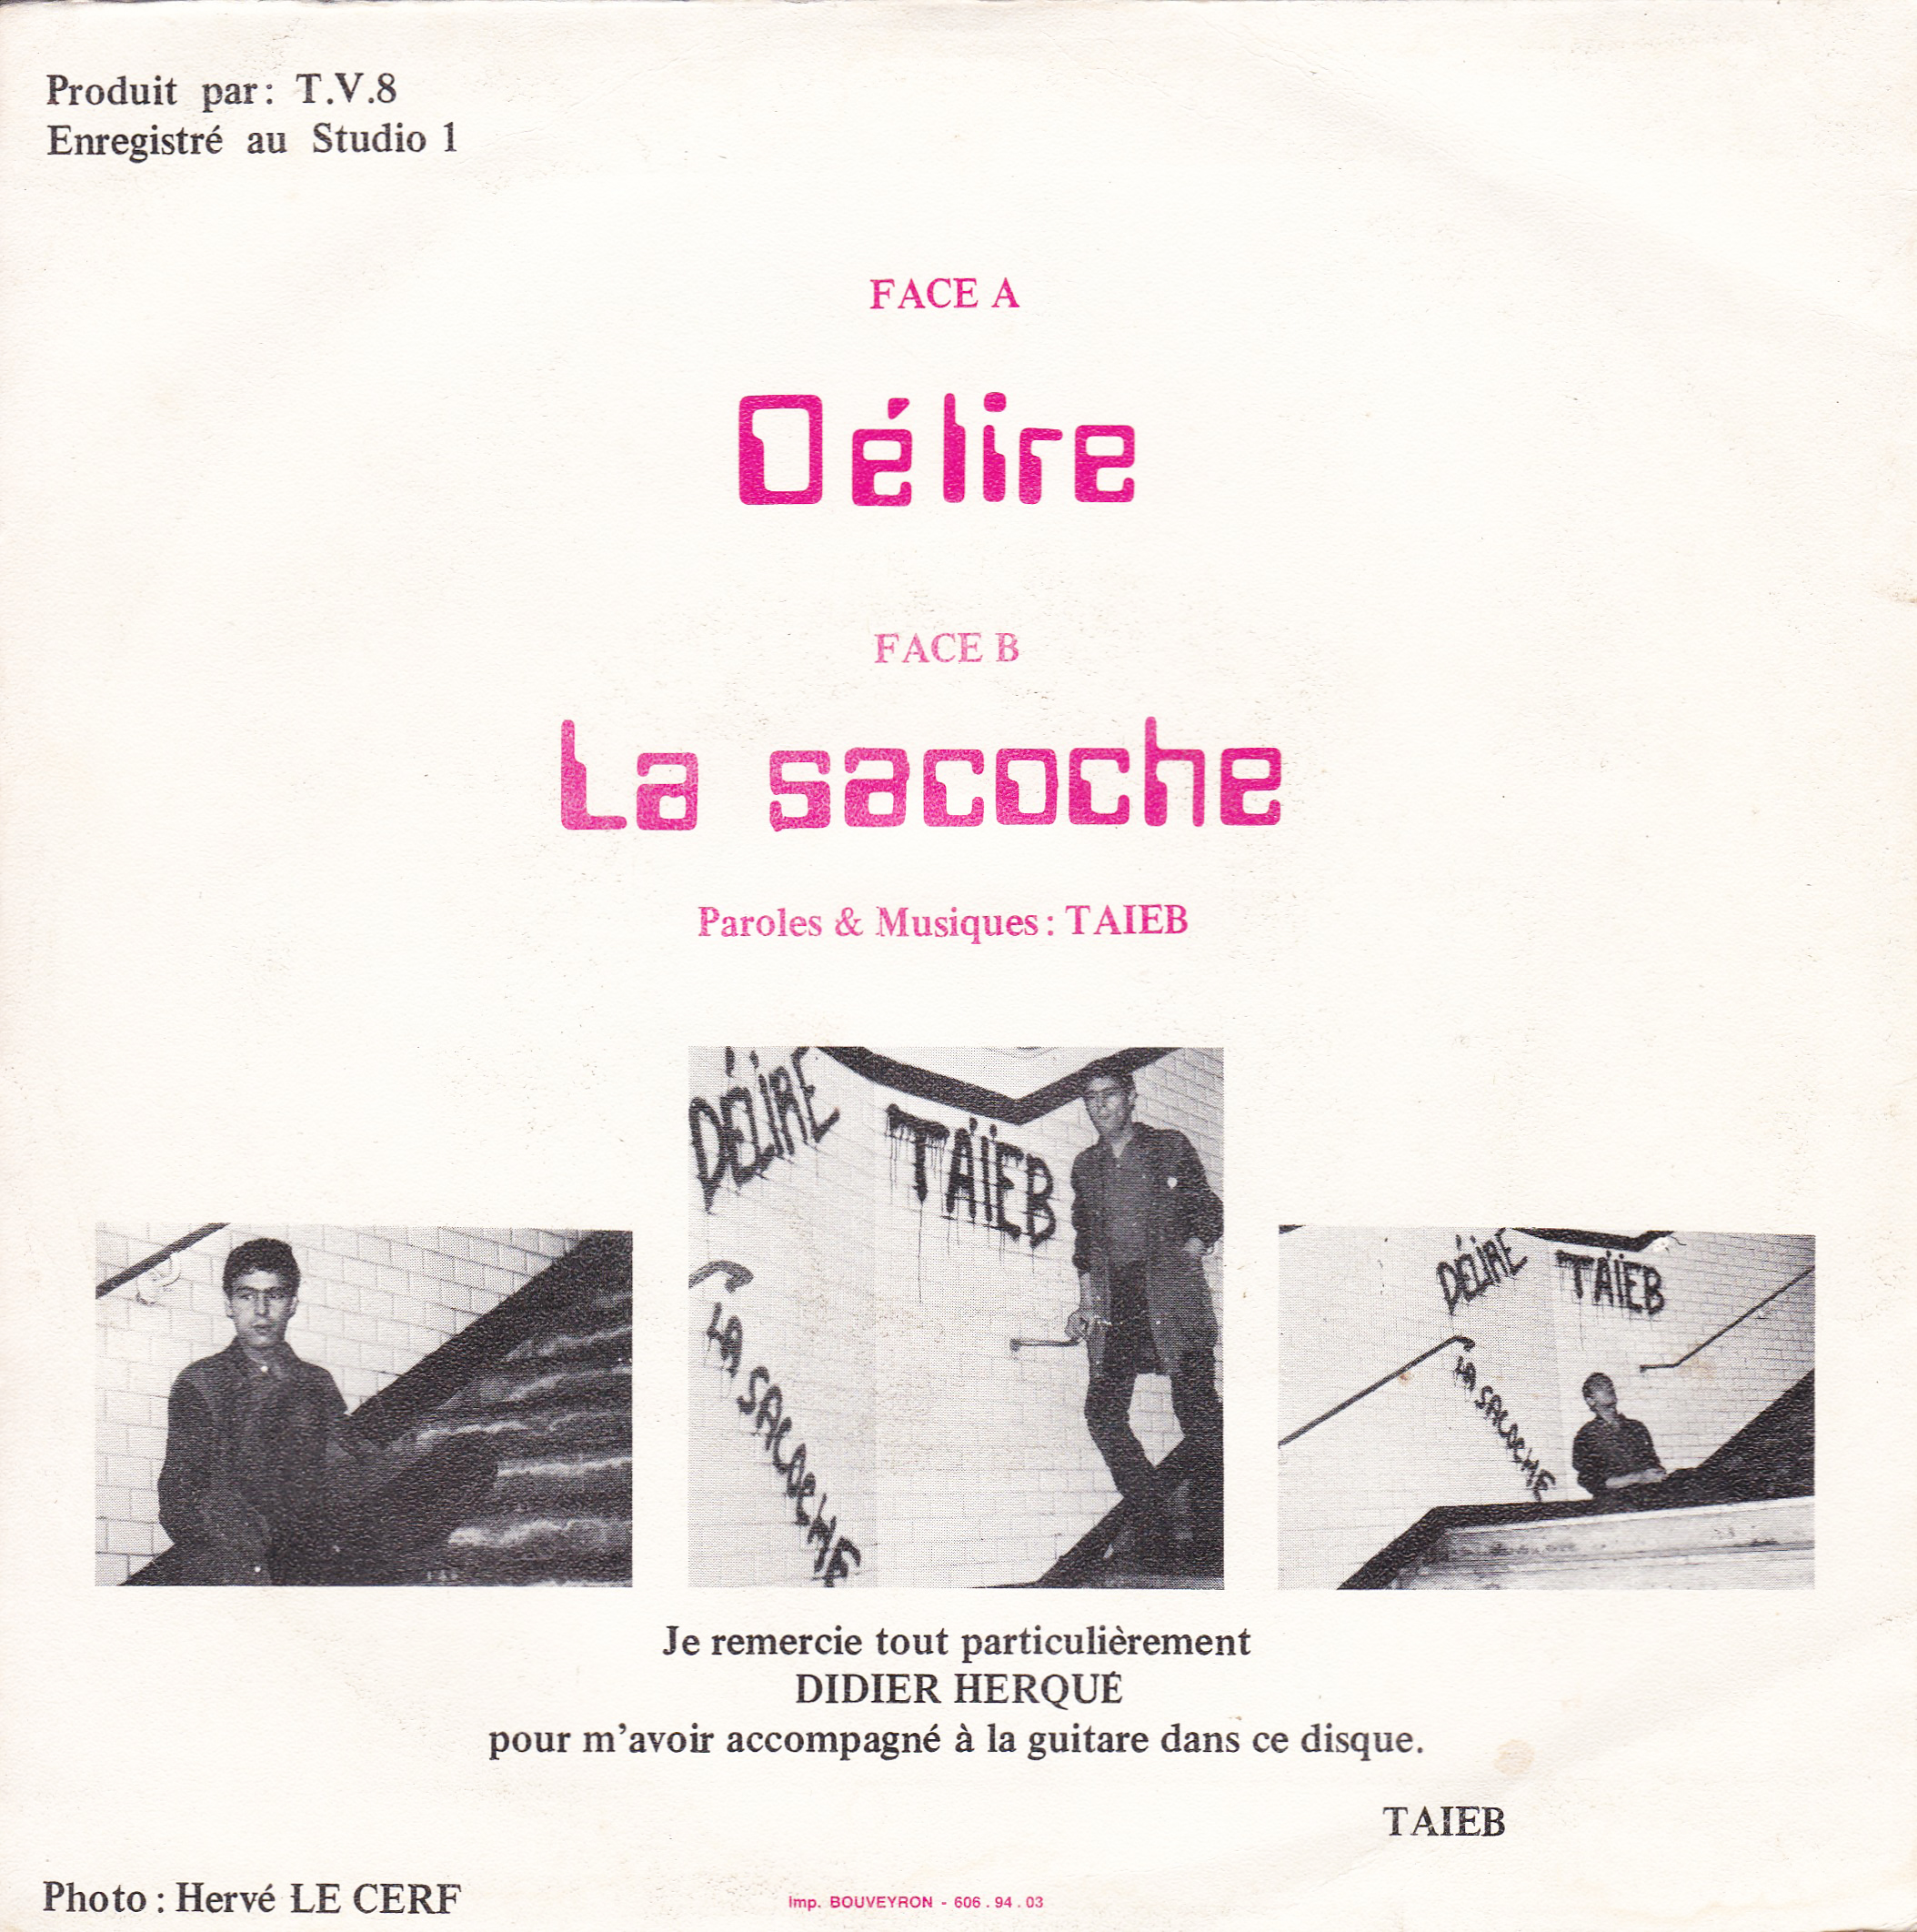 Produit par: T.V.8
Enregistré au Studio 1
FACE A
Délire
FACE B
La sacoche
Paroles & Musiques: TAIEB
DÉLIRE
TAÏEB
LA SACOCHE
DÉLIRE
TAÏEB
LA SACOCHE
Je remercie tout particulièrement
DIDIER HERQUÉ
pour m'avoir accompagné à la guitare dans ce disque.
TAIEB
Photo: Hervé LE CERF
Imp. BOUVEYRON - 606.94.03